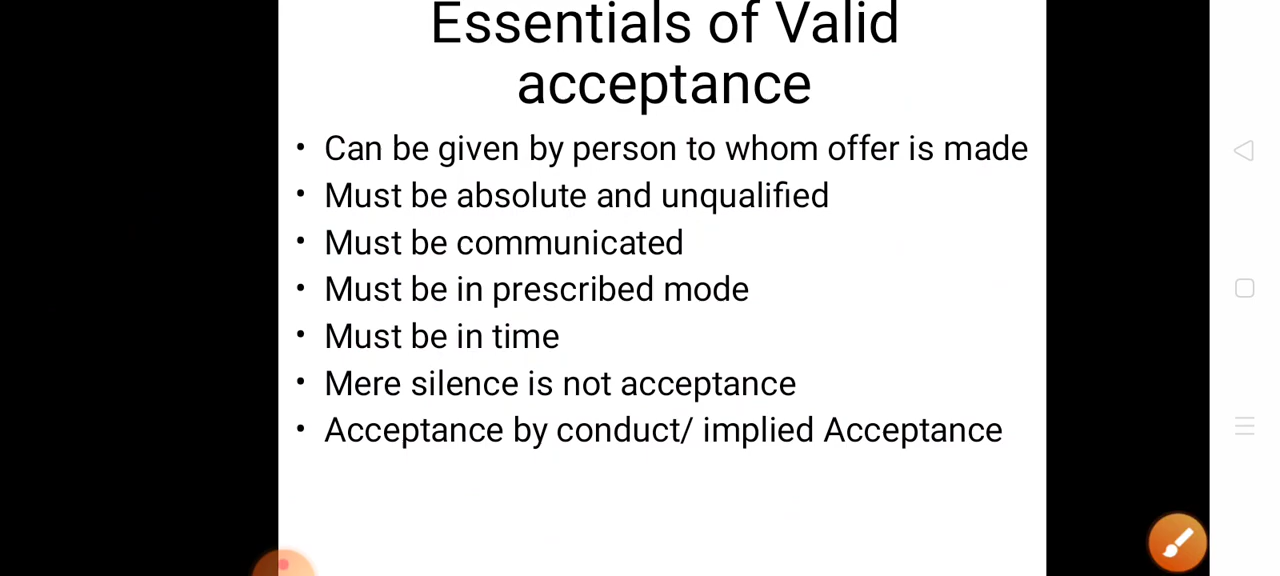 Essentials of Valid
acceptance
• Can be given by person to whom offer is made
• Must be absolute and unqualified
• Must be communicated
• Must be in prescribed mode
• Must be in time
• Mere silence is not acceptance
• Acceptance by conduct/ implied Acceptance